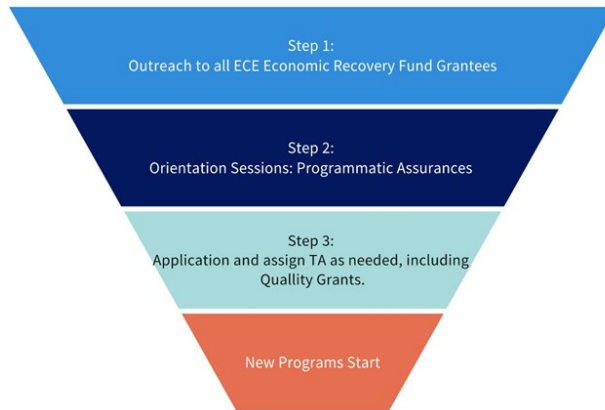 Step 1:
Outreach to all ECE Economic Recovery Fund Grantees
Step 2:
Orientation Sessions: Programmatic Assurances
Step 3:
Application and assign TA as needed, including
Quallity Grants.
New Programs Start